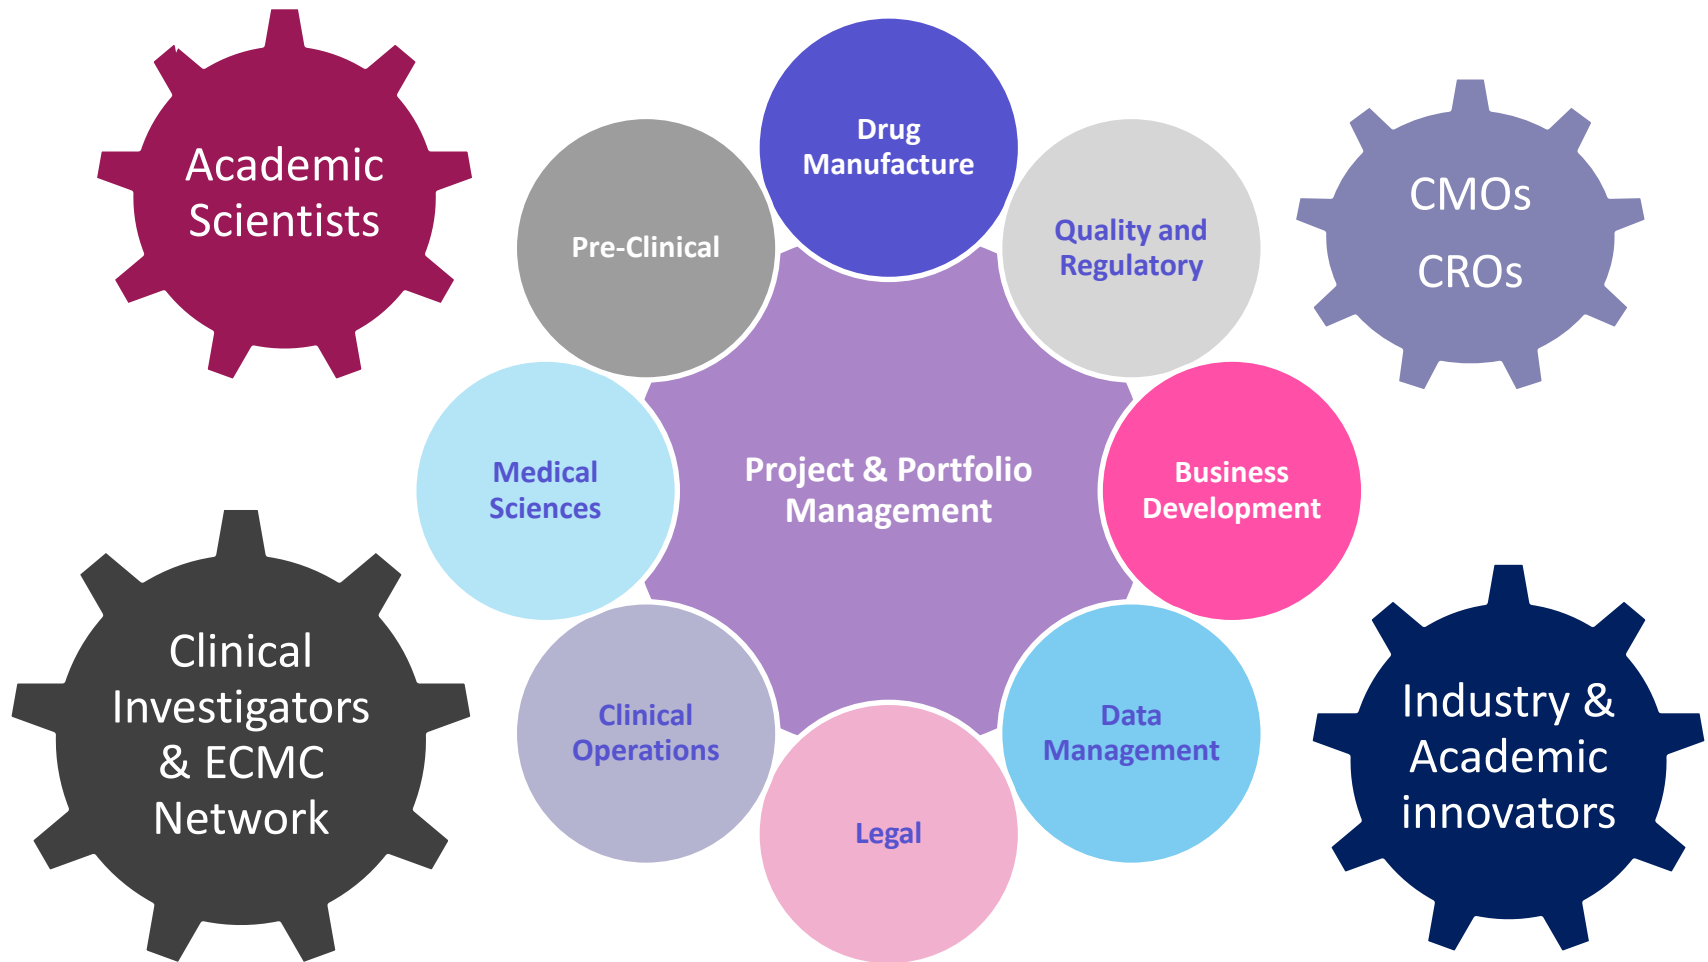 Academic
Scientists
Drug
Manufacture
CMOs
CROs
Pre-Clinical
Quality and
Regulatory
Medical
Sciences
Project & Portfolio
Management
Business
Development
Clinical
Investigators
& ECMC
Network
Clinical
Operations
Data
Management
Industry &
Academic
innovators
Legal